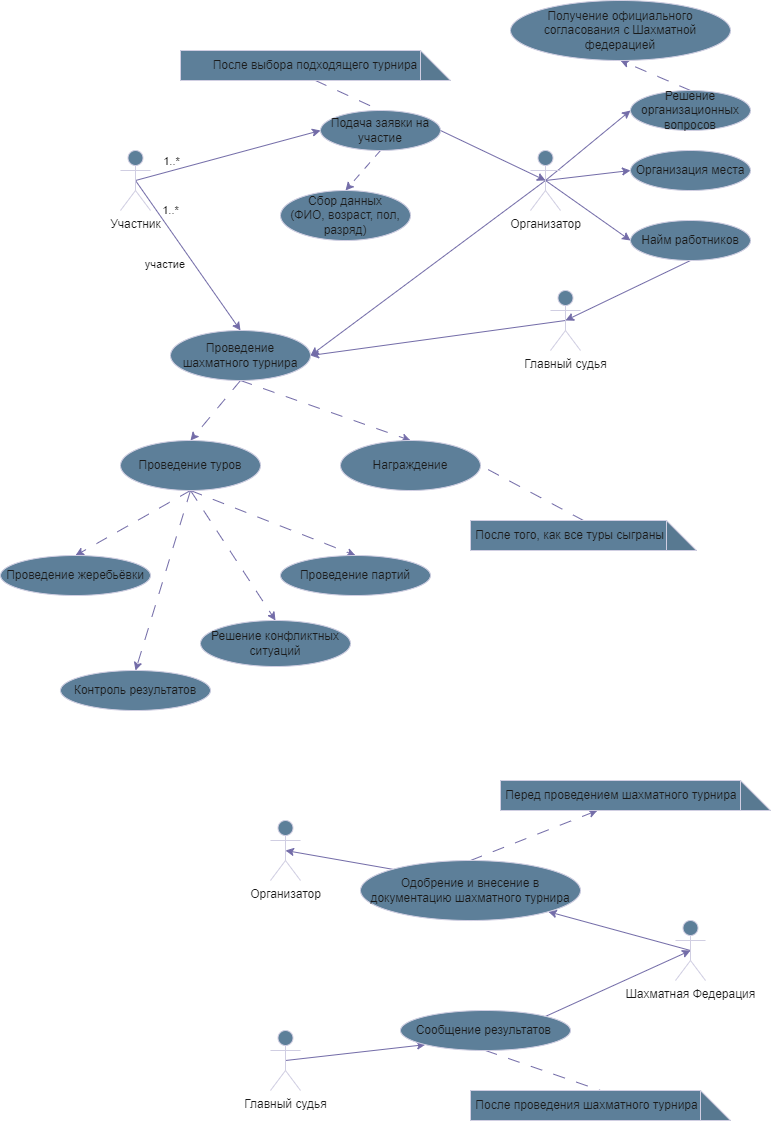 Получение официального
согласования с Шахматной
федерацией
После выбора подходящего турнира
Решение
организационных
вопросов
Подача заявки на
участие
1..*
Организация места
Сбор данных
(ФИО, возраст, пол,
разряд)
1..*
Участник
Организатор
Найм работников
участие
Проведение
шахматного турнира
Главный судья
Проведение туров
Награждение
После того, как все туры сыграны
Проведение жеребьёвки
Проведение партий
Решение конфликтных
ситуаций
Контроль результатов
Перед проведением шахматного турнира
Организатор
Одобрение и внесение в
документацию шахматного турнира
Шахматная Федерация
Сообщение результатов
Главный судья
После проведения шахматного турнира